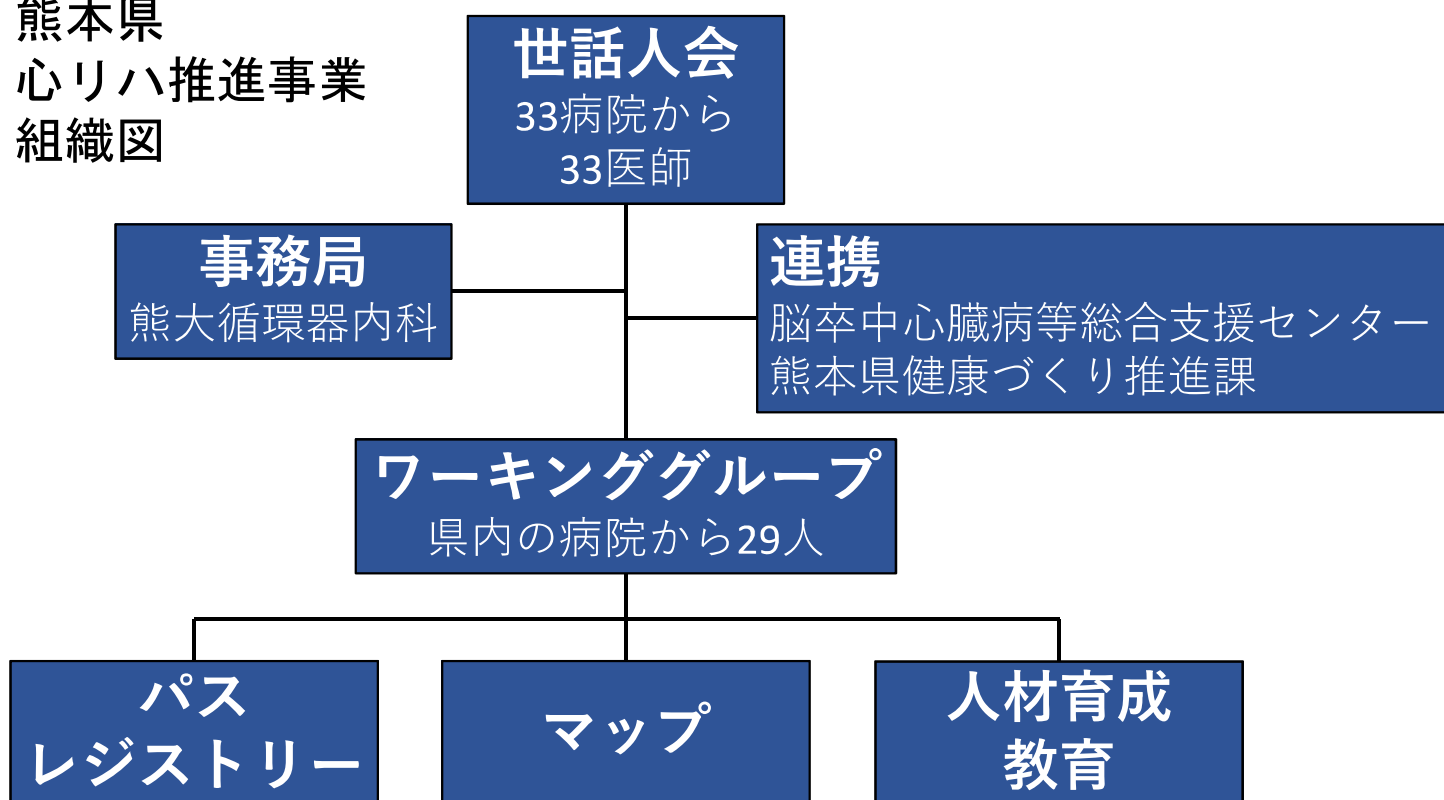 熊本県
心リハ推進事業
組織図
世話人会
33病院から
33医師
事務局
熊大循環器内科
連携
脳卒中心臓病等総合支援センター
熊本県健康づくり推進課
ワーキンググループ
県内の病院から29人
パス
レジストリー
マップ
人材育成
教育